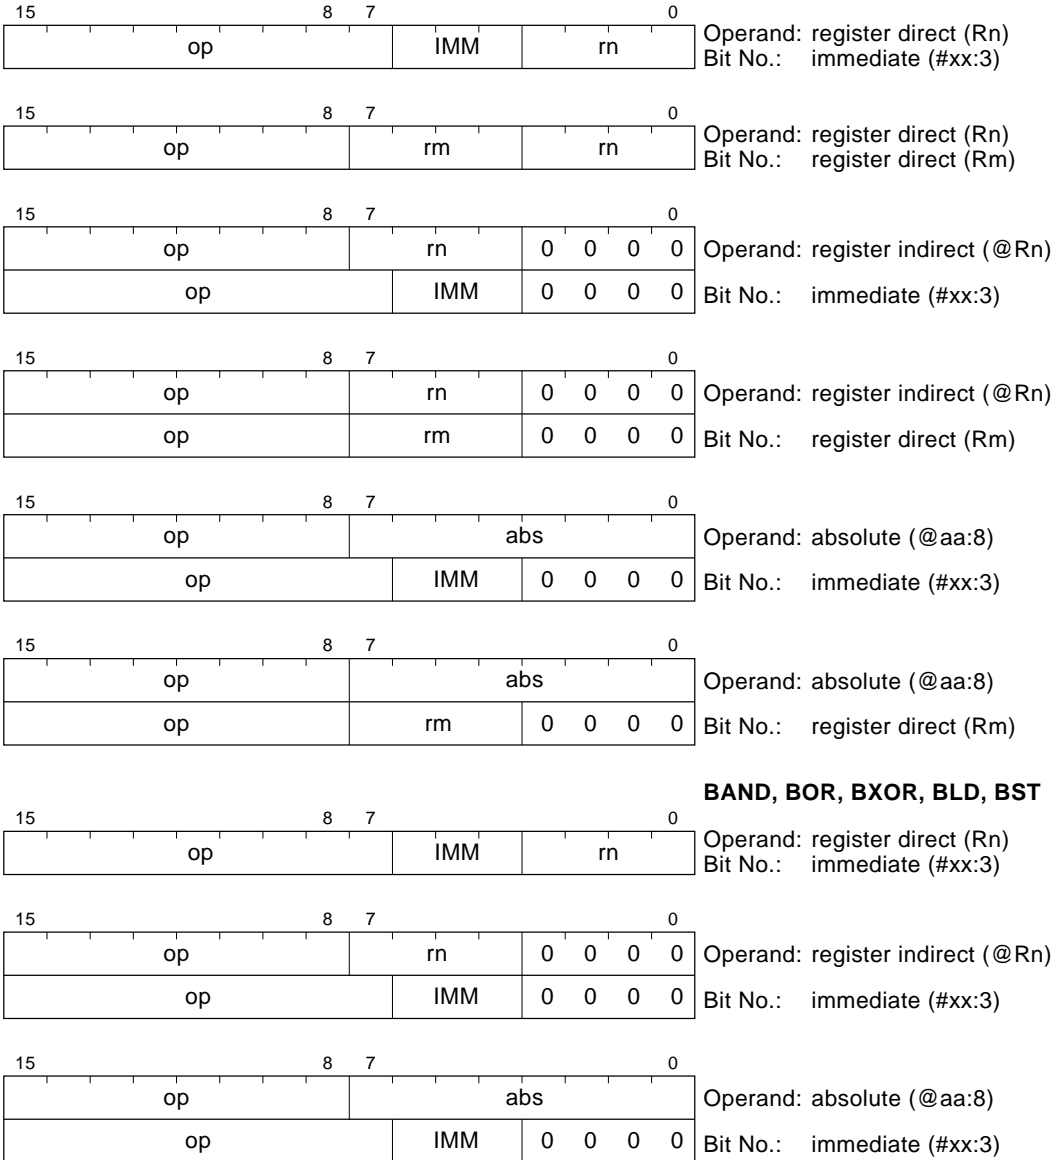 15 8 7 0
op IMM rn Operand: register direct (Rn)
Bit No.: immediate (#xx:3)
15 8 7 0
op rm rn Operand: register direct (Rn)
Bit No.: register direct (Rm)
15 8 7 0
op rn 0 0 0 0 Operand: register indirect (@Rn)
op IMM 0 0 0 0 Bit No.: immediate (#xx:3)
15 8 7 0
op rn 0 0 0 0 Operand: register indirect (@Rn)
op rm 0 0 0 0 Bit No.: register direct (Rm)
15 8 7 0
op abs Operand: absolute (@aa:8)
op IMM 0 0 0 0 Bit No.: immediate (#xx:3)
15 8 7 0
op abs Operand: absolute (@aa:8)
op rm 0 0 0 0 Bit No.: register direct (Rm)
BAND, BOR, BXOR, BLD, BST
15 8 7 0
op IMM rn Operand: register direct (Rn)
Bit No.: immediate (#xx:3)
15 8 7 0
op rn 0 0 0 0 Operand: register indirect (@Rn)
op IMM 0 0 0 0 Bit No.: immediate (#xx:3)
15 8 7 0
op abs Operand: absolute (@aa:8)
op IMM 0 0 0 0 Bit No.: immediate (#xx:3)